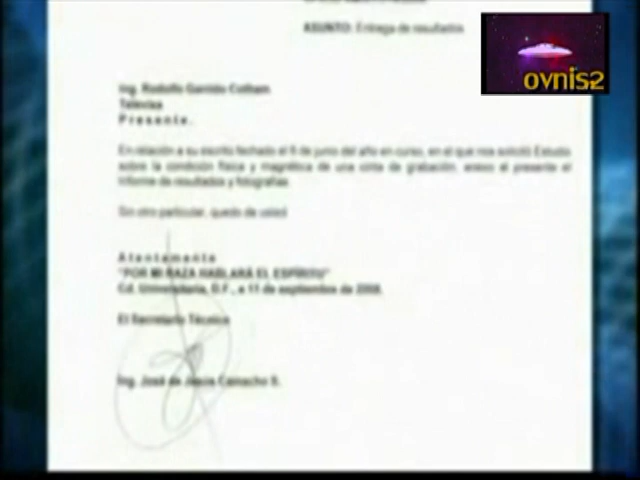 ASUNTO: Entrega de resultados
ovnis2
Ing. Rodolfo Garrido
Televisa
Presente.
En relación a su escrito fechado el 6 de junio del año en curso, en el que nos solicitó Estudio
sobre la condición física y magnética de una cinta de grabación, anexo al presente el
Informe de resultados y fotografías
Sin otro particular, quedo de usted
Atentamente
"POR MI RAZA HABLARÁ EL ESPÍRITU"
Cd. Universitaria, D.F., a 11 de septiembre de
El Secretario Técnico
Ing. José de Jesús Camacho S.